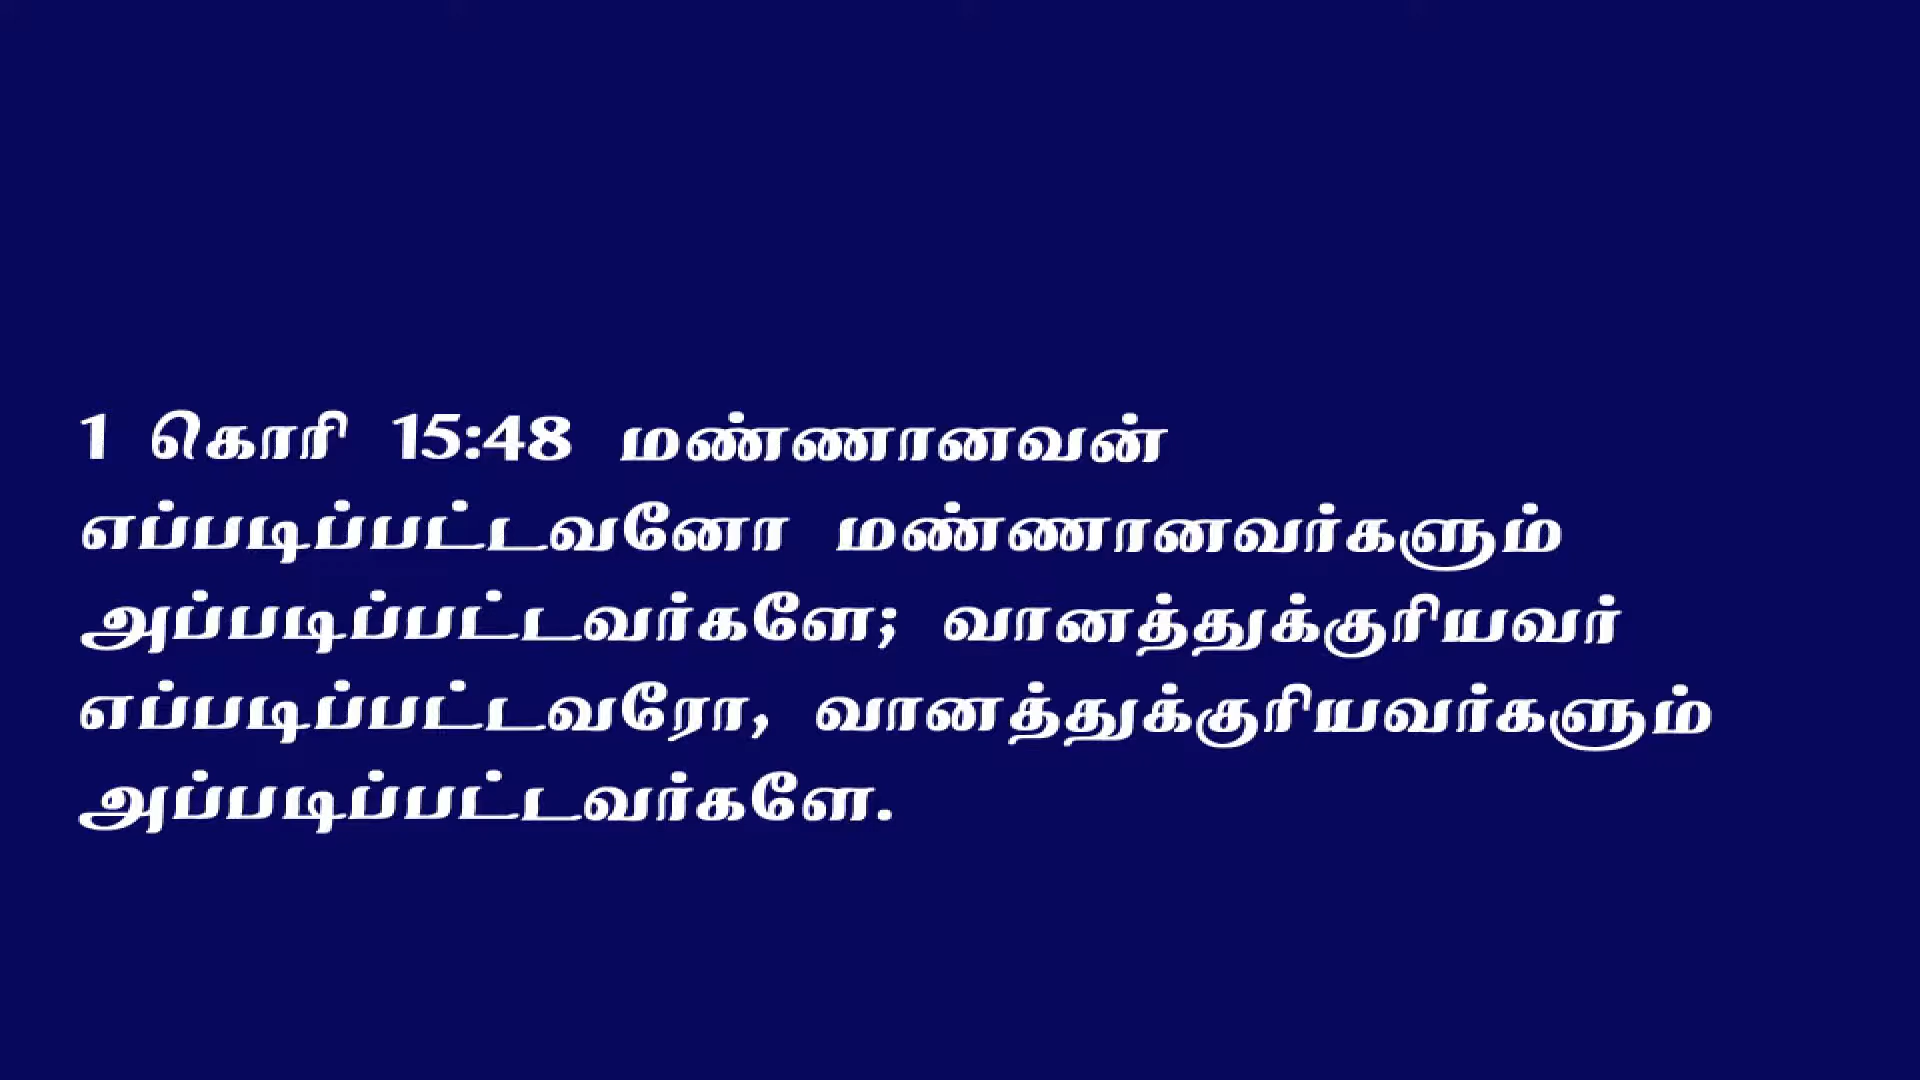 1 கொரி 15:48 மண்ணானவன்
எப்படிப்பட்டவனோ மண்ணானவர்களும்
அப்படிப்பட்டவர்களே; வானத்துக்குரியவர்
எப்படிப்பட்டவரோ, வானத்துக்குரியவர்களும்
அப்படிப்பட்டவர்களே.